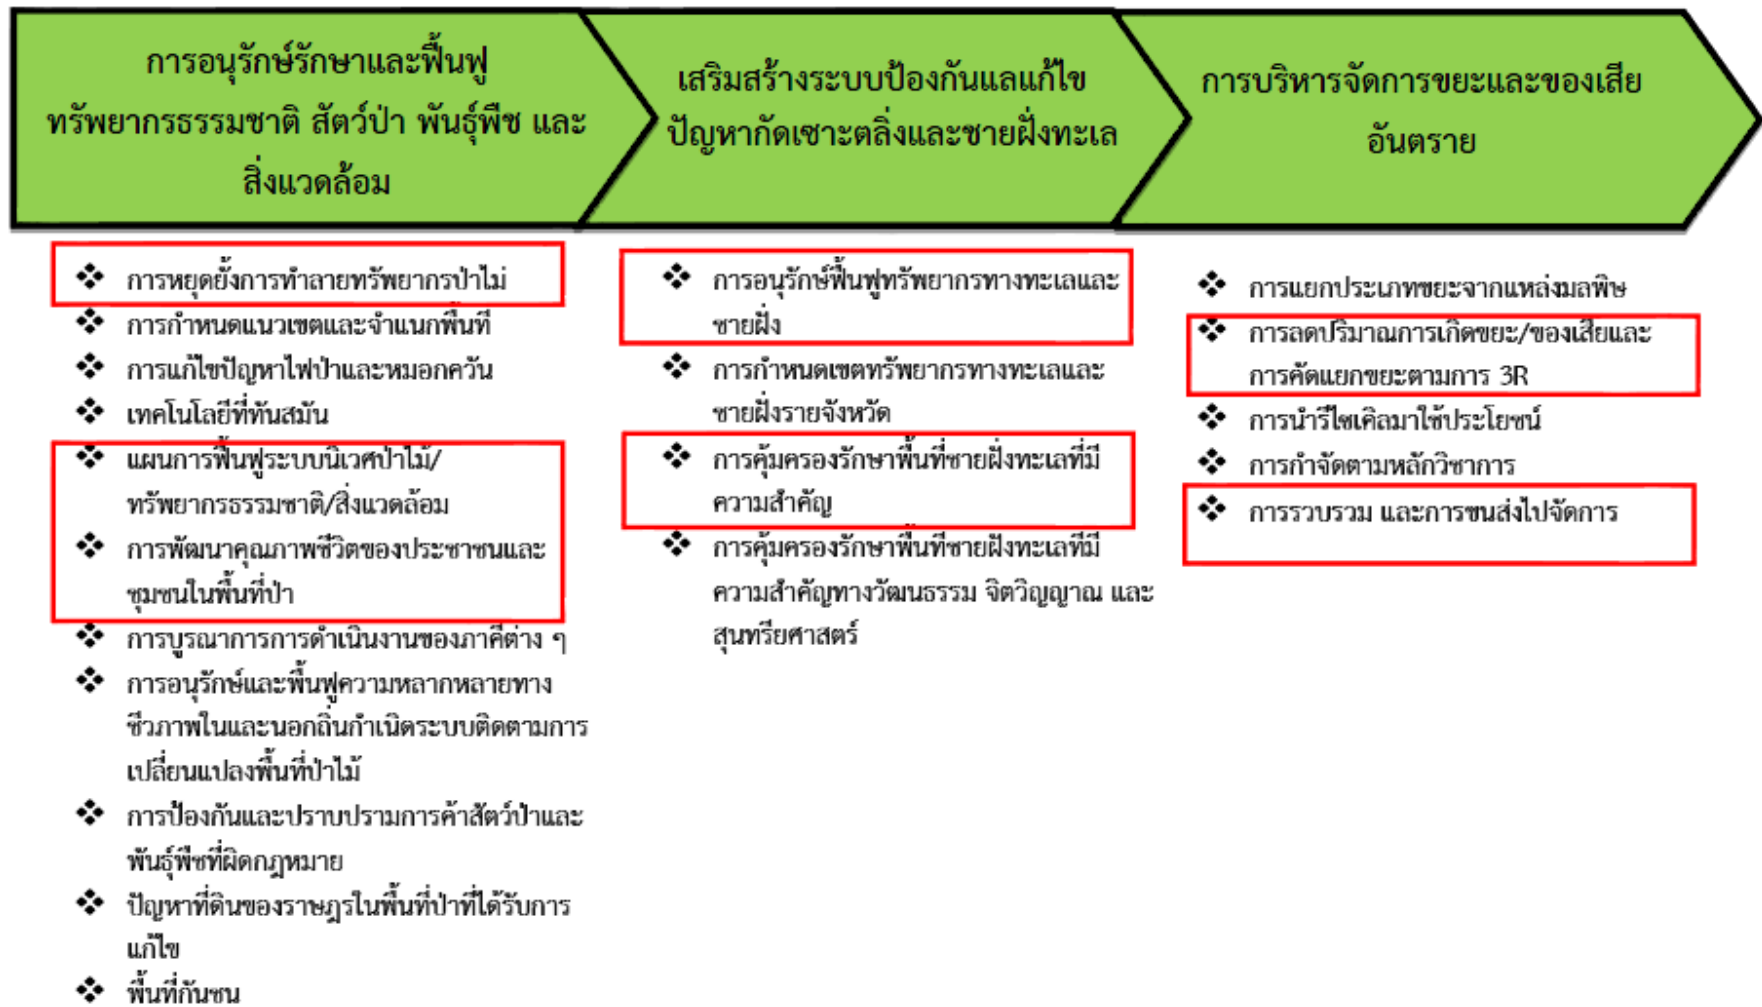 การอนุรักษ์รักษาและฟื้นฟู
ทรัพยากรธรรมชาติ สัตว์ป่า พันธุ์พืช และ
สิ่งแวดล้อม
เสริมสร้างระบบป้องกันแลแก้ไข
ปัญหากัดเซาะตลิ่งและชายฝั่งทะเล
การบริหารจัดการขยะและของเสีย
อันตราย
❖ การหยุดยั้งการทำลายทรัพยากรป่าไม่
❖ การกำหนดแนวเขตและจำแนกพื้นที่
❖ การแก้ไขปัญหาไฟป่าและหมอกควัน
❖ เทคโนโลยีที่ทันสมัน
❖ แผนการฟื้นฟูระบบนิเวศป่าไม้/
ทรัพยากรธรรมชาติ/สิ่งแวดล้อม
❖ การพัฒนาคุณภาพชีวิตของประชาชนและ
ชุมชนในพื้นที่ป่า
❖ การบูรณาการการดำเนินงานของภาคีต่าง ๆ
❖ การอนุรักษ์และฟื้นฟูความหลากหลายทาง
ชีวภาพในและนอกถิ่นกำเนิดระบบติดตามการ
เปลี่ยนแปลงพื้นที่ป่าไม้
❖ การป้องกันและปราบปรามการค้าสัตว์ป่าและ
พันธุ์พืชที่ผิดกฎหมาย
❖ ปัญหาที่ดินของราษฎรในพื้นที่ป่าที่ได้รับการ
แก้ไข
❖ พื้นที่กันชน
❖ การอนุรักษ์ฟื้นฟูทรัพยากรทางทะเลและ
ชายฝั่ง
❖ การกำหนดเขตทรัพยากรทางทะเลและ
ชายฝั่งรายจังหวัด
❖ การคุ้มครองรักษาพื้นที่ชายฝั่งทะเลที่มี
ความสำคัญ
❖ การคุ้มครองรักษาพื้นที่ชายฝั่งทะเลที่มี
ความสำคัญทางวัฒนธรรม จิตวิญญาณ และ
สุนทรียศาสตร์
❖ การแยกประเภทขยะจากแหล่งมลพิษ
❖ การลดปริมาณการเกิดขยะ/ของเสียและ
การคัดแยกขยะตามการ 3R
❖ การนำรีไซเคิลมาใช้ประโยชน์
❖ การกำจัดตามหลักวิชาการ
❖ การรวบรวม และการขนส่งไปจัดการ